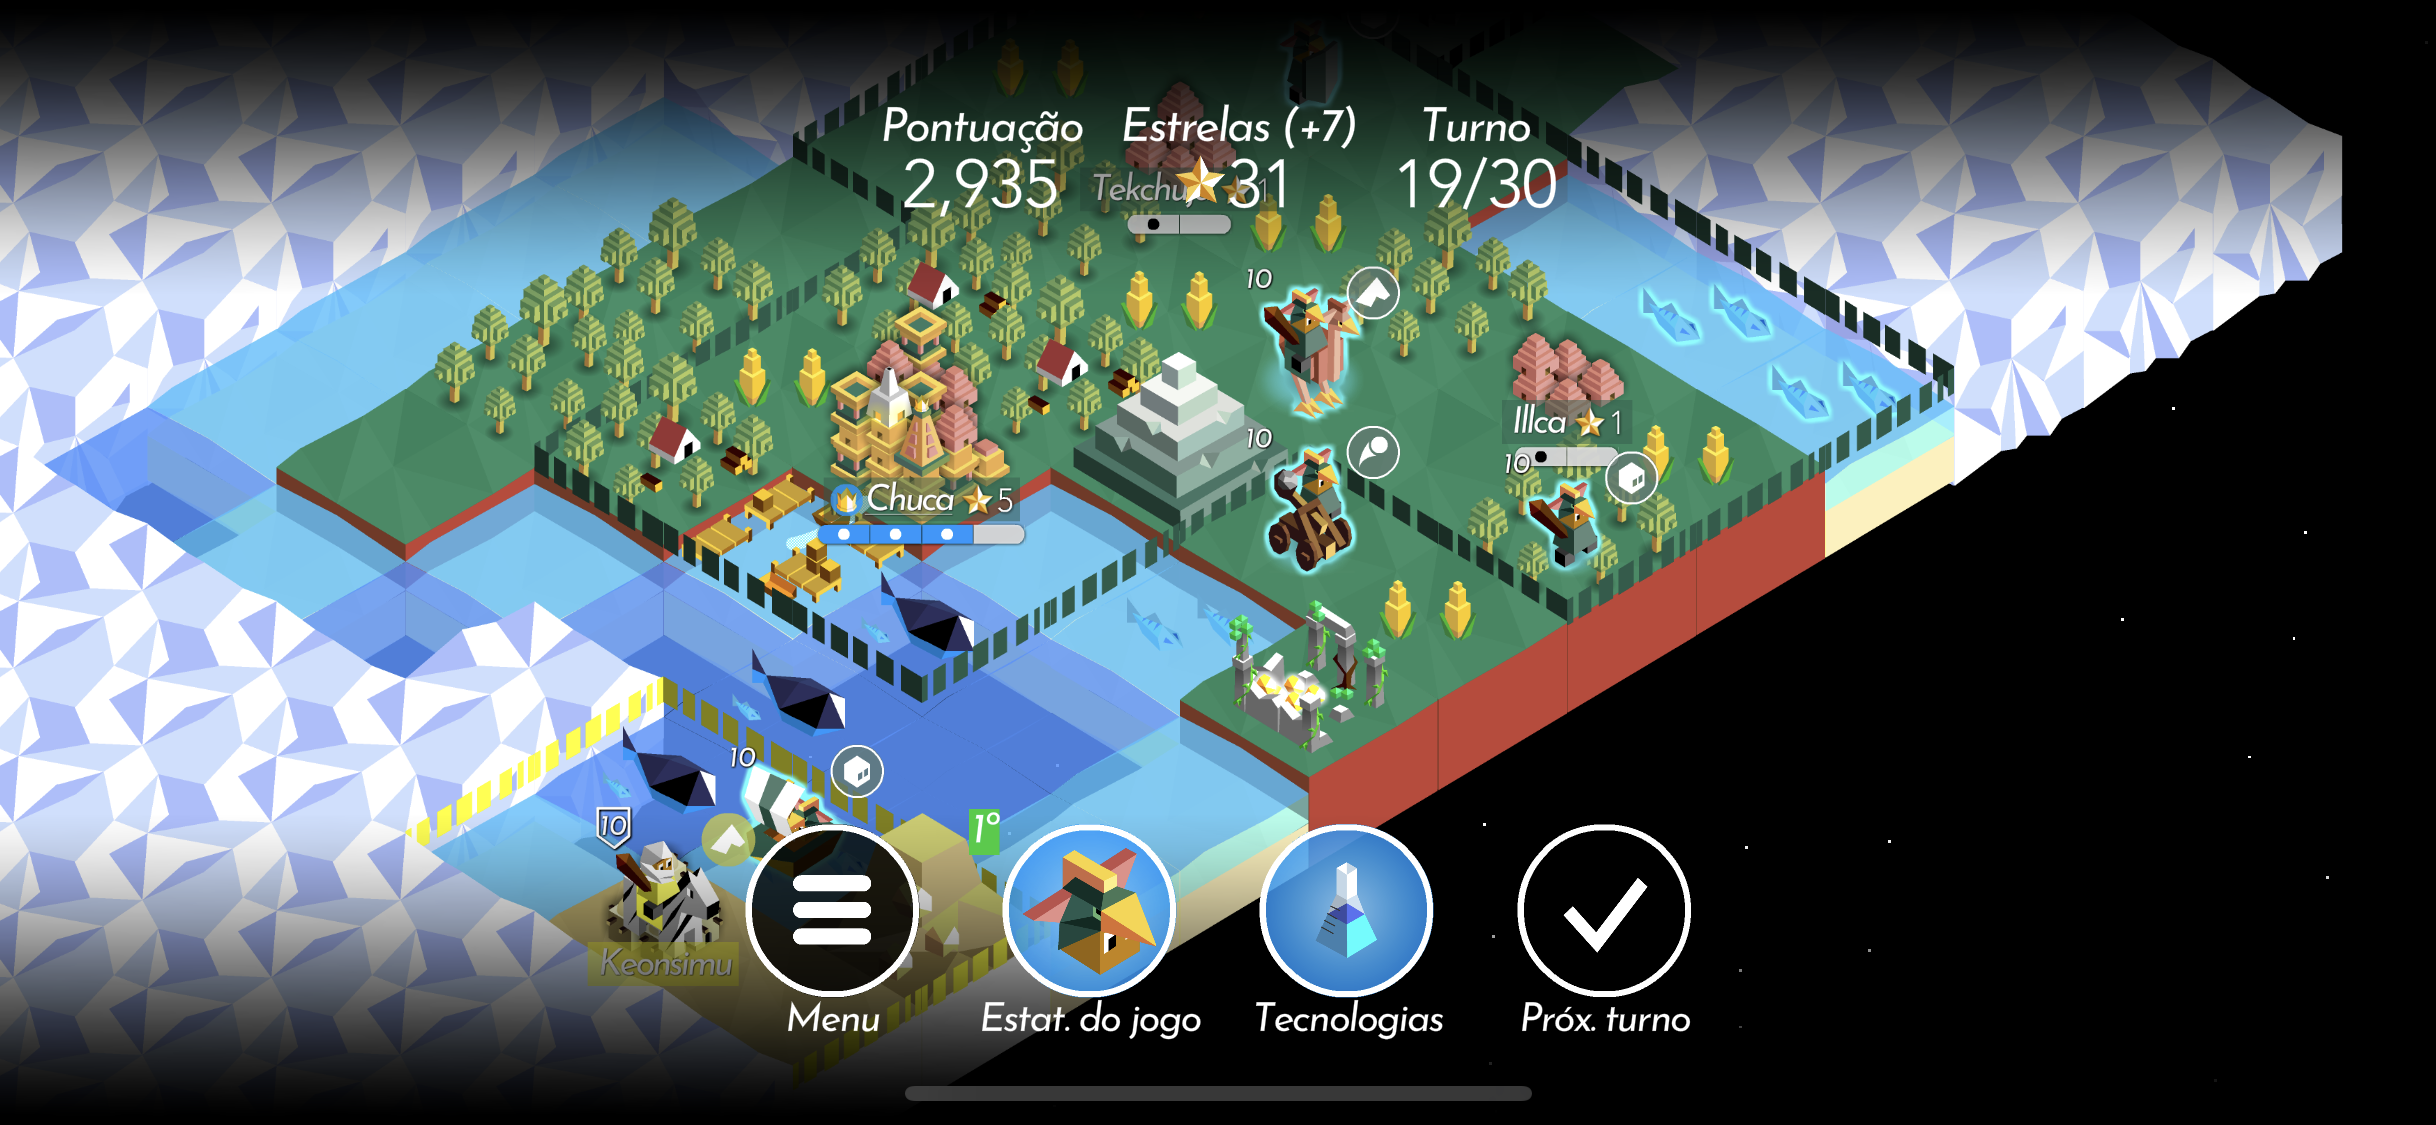 Pontuação Estrelas (+7) Turno
2,935 31 19/30
10
10
Illca 1
10
Chuca 5
10
1°
10
Keonsimu
Menu Estat. do jogo Tecnologias Próx. turno